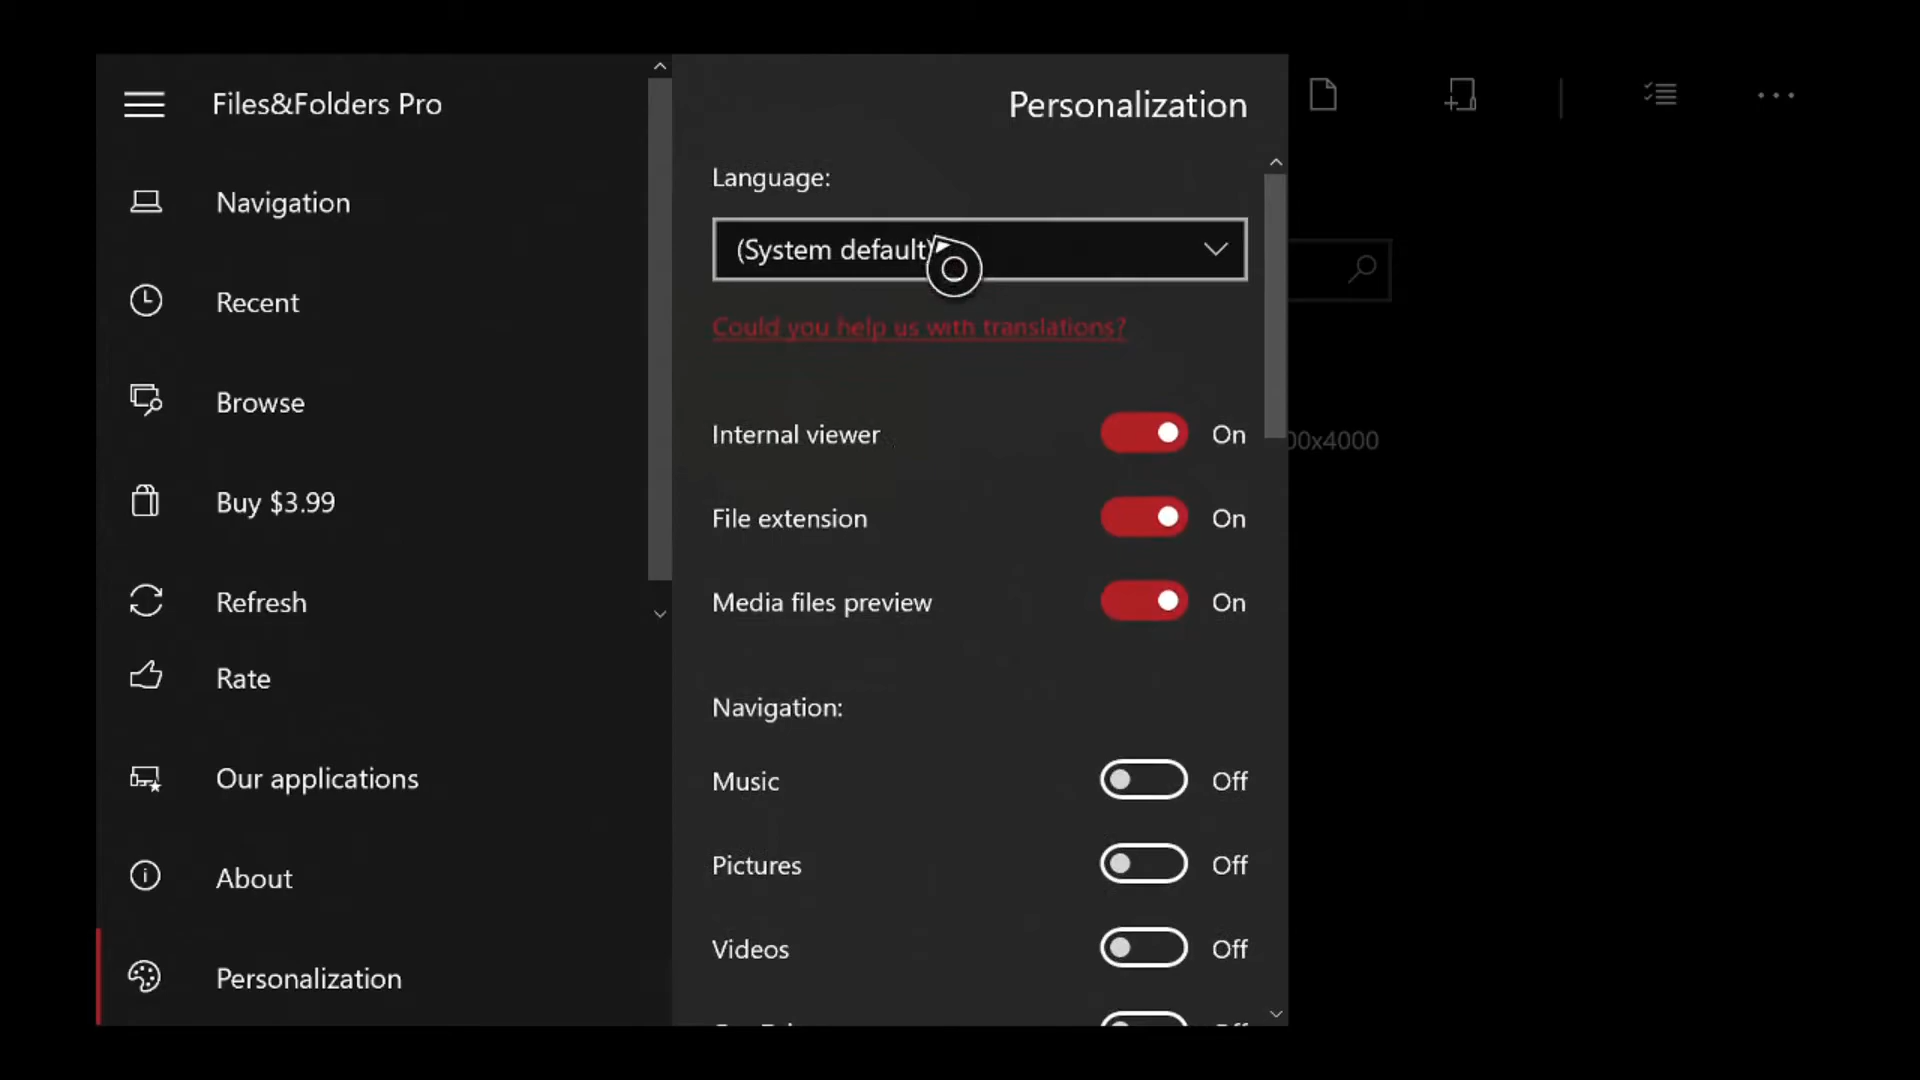 Files&Folders Pro
Navigation
Recent
Browse
Buy $3.99
Refresh
Rate
Our applications
About
Personalization
Personalization
Language:
(System default)
Could you help us with translations?
Internal viewer On
File extension On
Media files preview On
Navigation:
Music Off
Pictures Off
Videos Off
00x4000